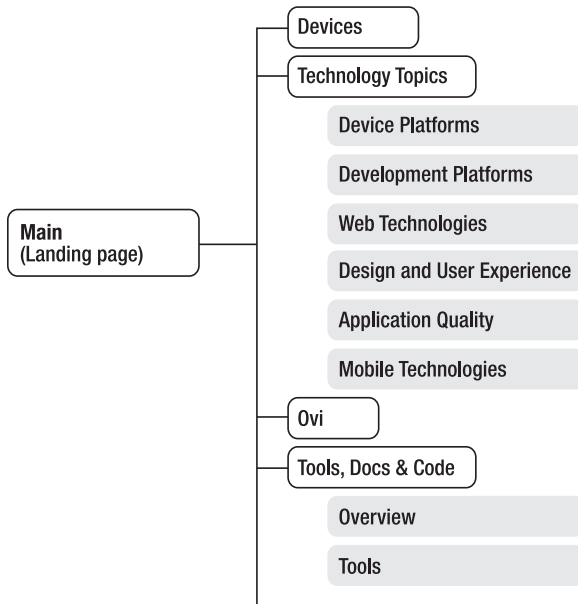 Devices
Technology Topics
Device Platforms
Development Platforms
Main
(Landing page)
Web Technologies
Design and User Experience
Application Quality
Mobile Technologies
Ovi
Tools, Docs & Code
Overview
Tools